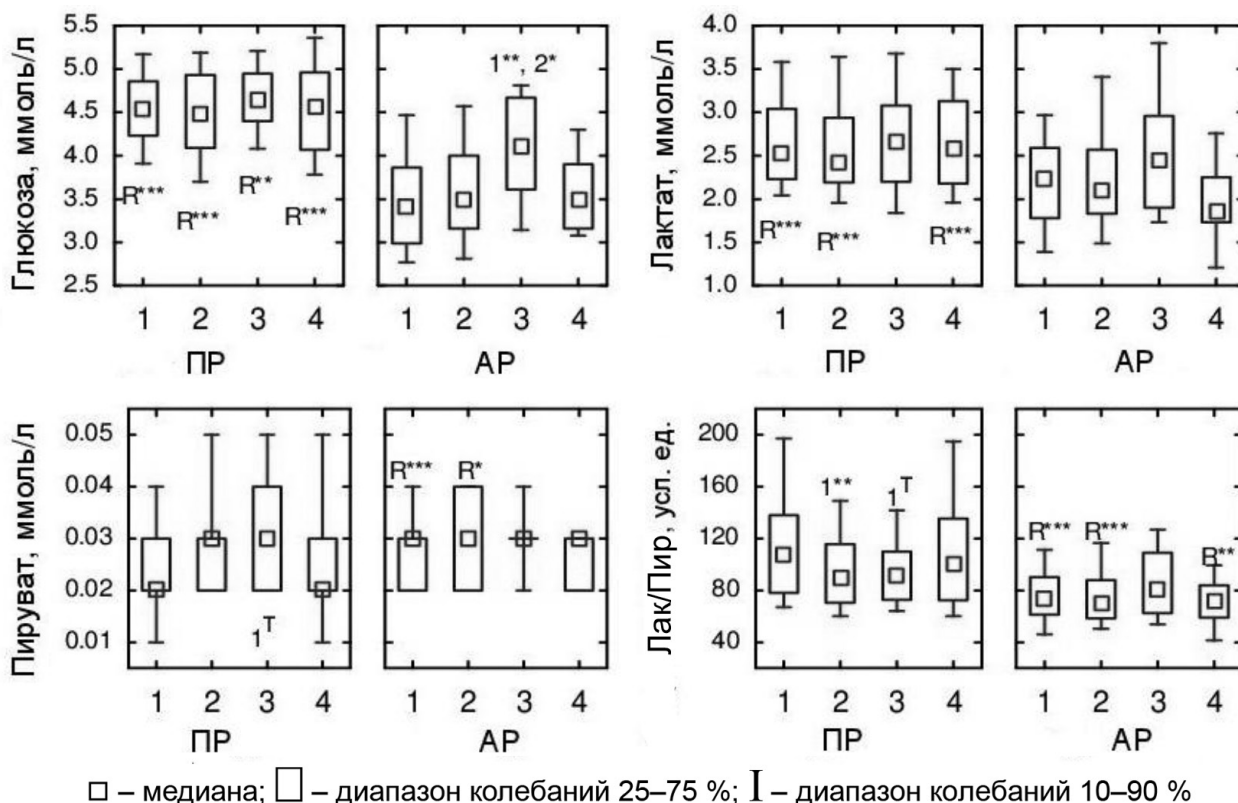 Глюкоза, ммоль/л
5.5
5.0
4.5
4.0
3.5
3.0
2.5
R***
R***
R**
R***
1 2 3 4
ПР
1**, 2*
1 2 3 4
АР
Лактат, ммоль/л
4.0
3.5
3.0
2.5
2.0
1.5
1.0
R***
R***
R***
1 2 3 4
ПР
1 2 3 4
АР
Пируват, ммоль/л
0.05
0.04
0.03
0.02
0.01
1ᵀ
1 2 3 4
ПР
R***
R*
1 2 3 4
АР
Лак/Пир, усл. ед.
200
160
120
80
40
1**
1ᵀ
1 2 3 4
ПР
R***
R***
R**
1 2 3 4
АР
– медиана; – диапазон колебаний 25–75 %; – диапазон колебаний 10–90 %